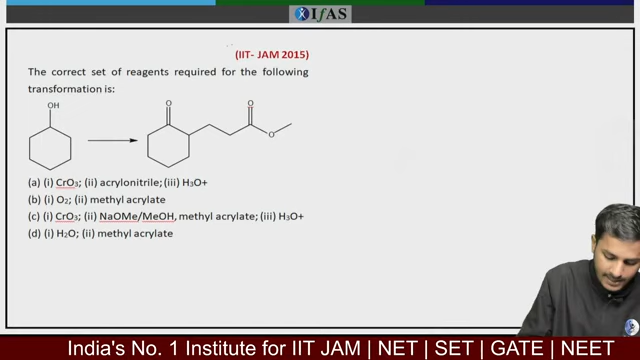 IfAS
(IIT- JAM 2015)
The correct set of reagents required for the following
transformation is:
OH
O
O
O
(a) (i) CrO₃; (ii) acrylonitrile; (iii) H₃O+
(b) (i) O₂; (ii) methyl acrylate
(c) (i) CrO₃; (ii) NaOMe/MeOH, methyl acrylate; (iii) H₃O+
(d) (i) H₂O; (ii) methyl acrylate
India's No. 1 Institute for IIT JAM | NET | SET | GATE | NEET